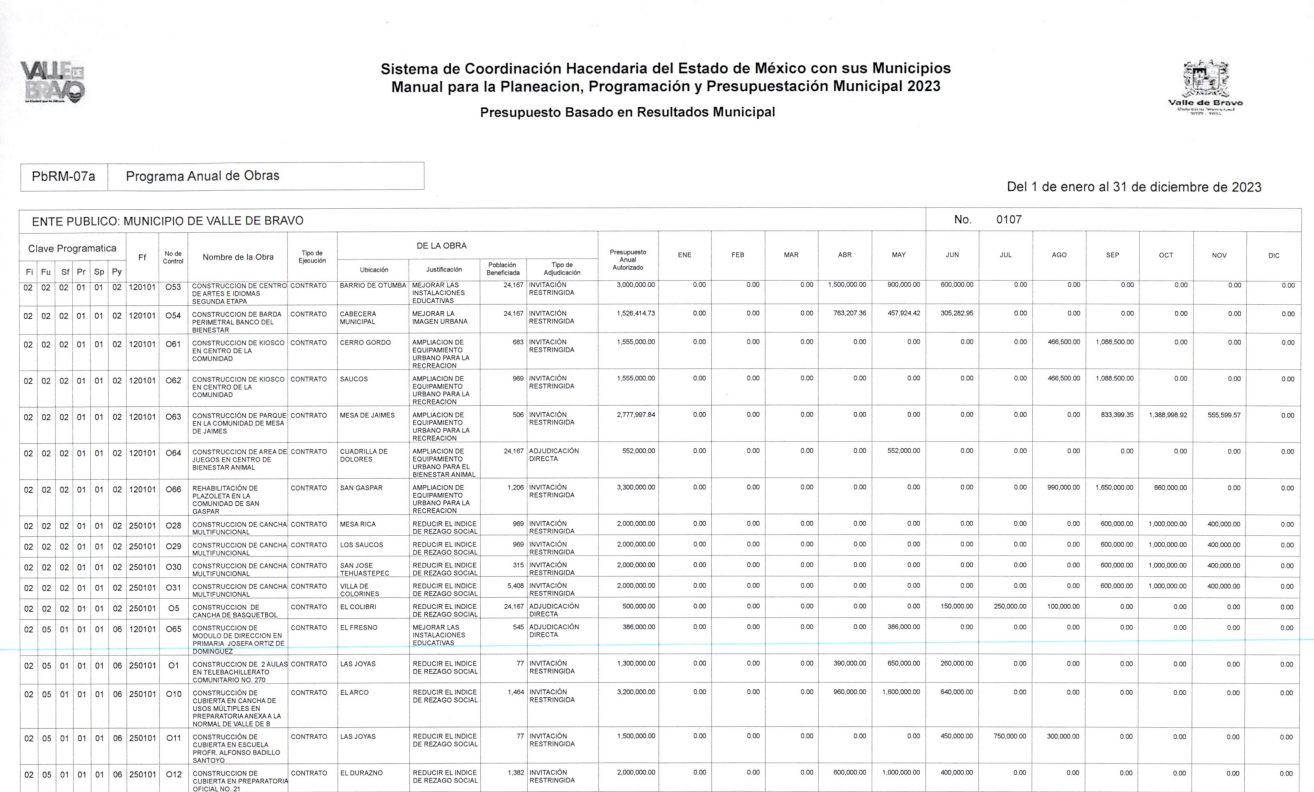 VALLE DE BRAVO
Sistema de Coordinación Hacendaria del Estado de México con sus Municipios
Manual para la Planeacion, Programación y Presupuestación Municipal 2023
Presupuesto Basado en Resultados Municipal
Valle de Bravo
PbRM-07a Programa Anual de Obras
Del 1 de enero al 31 de diciembre de 2023
ENTE PUBLICO: MUNICIPIO DE VALLE DE BRAVO No. 0107
Clave Programatica Ff No de Control Nombre de la Obra Tipo de Ejecución DE LA OBRA Presupuesto Anual Autorizado ENE FEB MAR ABR MAY JUN JUL AGO SEP OCT NOV DIC
Fi Fu Sf Pr Sp Py Ubicación Justificación Población Beneficiada Tipo de Adjudicación
02 02 02 01 01 02 120101 O53 CONSTRUCCION DE CENTRO DE ARTES E IDIOMAS SEGUNDA ETAPA CONTRATO BARRIO DE OTUMBA MEJORAR LAS INSTALACIONES EDUCATIVAS 24,167 INVITACIÓN RESTRINGIDA 3,000,000.00 0.00 0.00 0.00 1,500,000.00 900,000.00 600,000.00 0.00 0.00 0.00 0.00 0.00 0.00
02 02 02 01 01 02 120101 O54 CONSTRUCCION DE BARDA PERIMETRAL BANCO DEL BIENESTAR CONTRATO CABECERA MUNICIPAL MEJORAR LA IMAGEN URBANA 24,167 INVITACIÓN RESTRINGIDA 1,526,414.73 0.00 0.00 0.00 763,207.36 457,924.42 305,282.95 0.00 0.00 0.00 0.00 0.00 0.00
02 02 02 01 01 02 120101 O61 CONSTRUCCION DE KIOSCO EN CENTRO DE LA COMUNIDAD CONTRATO CERRO GORDO AMPLIACION DE EQUIPAMIENTO URBANO PARA LA RECREACION 683 INVITACIÓN RESTRINGIDA 1,555,000.00 0.00 0.00 0.00 0.00 0.00 0.00 0.00 466,500.00 1,088,500.00 0.00 0.00 0.00
02 02 02 01 01 02 120101 O62 CONSTRUCCION DE KIOSCO EN CENTRO DE LA COMUNIDAD CONTRATO SAUCOS AMPLIACION DE EQUIPAMIENTO URBANO PARA LA RECREACION 969 INVITACIÓN RESTRINGIDA 1,555,000.00 0.00 0.00 0.00 0.00 0.00 0.00 0.00 466,500.00 1,088,500.00 0.00 0.00 0.00
02 02 02 01 01 02 120101 O63 CONSTRUCCIÓN DE PARQUE EN LA COMUNIDAD DE MESA DE JAIMES CONTRATO MESA DE JAIMES AMPLIACION DE EQUIPAMIENTO URBANO PARA LA RECREACION 506 INVITACIÓN RESTRINGIDA 2,777,997.84 0.00 0.00 0.00 0.00 0.00 0.00 0.00 0.00 833,399.35 1,388,998.92 555,599.57 0.00
02 02 02 01 01 02 120101 O64 CONSTRUCCION DE AREA DE JUEGOS EN CENTRO DE BIENESTAR ANIMAL CONTRATO CUADRILLA DE DOLORES AMPLIACION DE EQUIPAMIENTO URBANO PARA EL BIENESTAR ANIMAL 24,167 ADJUDICACIÓN DIRECTA 552,000.00 0.00 0.00 0.00 0.00 552,000.00 0.00 0.00 0.00 0.00 0.00 0.00 0.00
02 02 02 01 01 02 120101 O66 REHABILITACIÓN DE PLAZOLETA EN LA COMUNIDAD DE SAN GASPAR CONTRATO SAN GASPAR AMPLIACION DE EQUIPAMIENTO URBANO PARA LA RECREACION 1,206 INVITACIÓN RESTRINGIDA 3,300,000.00 0.00 0.00 0.00 0.00 0.00 0.00 0.00 990,000.00 1,650,000.00 660,000.00 0.00 0.00
02 02 02 01 01 02 250101 O28 CONSTRUCCION DE CANCHA MULTIFUNCIONAL CONTRATO MESA RICA REDUCIR EL INDICE DE REZAGO SOCIAL 969 INVITACIÓN RESTRINGIDA 2,000,000.00 0.00 0.00 0.00 0.00 0.00 0.00 0.00 0.00 600,000.00 1,000,000.00 400,000.00 0.00
02 02 02 01 01 02 250101 O29 CONSTRUCCION DE CANCHA MULTIFUNCIONAL CONTRATO LOS SAUCOS REDUCIR EL INDICE DE REZAGO SOCIAL 969 INVITACIÓN RESTRINGIDA 2,000,000.00 0.00 0.00 0.00 0.00 0.00 0.00 0.00 0.00 600,000.00 1,000,000.00 400,000.00 0.00
02 02 02 01 01 02 250101 O30 CONSTRUCCION DE CANCHA MULTIFUNCIONAL CONTRATO SAN JOSE TEHUASTEPEC REDUCIR EL INDICE DE REZAGO SOCIAL 315 INVITACIÓN RESTRINGIDA 2,000,000.00 0.00 0.00 0.00 0.00 0.00 0.00 0.00 0.00 600,000.00 1,000,000.00 400,000.00 0.00
02 02 02 01 01 02 250101 O31 CONSTRUCCION DE CANCHA MULTIFUNCIONAL CONTRATO VILLA DE COLORINES REDUCIR EL INDICE DE REZAGO SOCIAL 5,408 INVITACIÓN RESTRINGIDA 2,000,000.00 0.00 0.00 0.00 0.00 0.00 0.00 0.00 0.00 600,000.00 1,000,000.00 400,000.00 0.00
02 02 02 01 01 02 250101 O5 CONSTRUCCION DE CANCHA DE BASQUETBOL CONTRATO EL COLIBRI REDUCIR EL INDICE DE REZAGO SOCIAL 24,167 ADJUDICACIÓN DIRECTA 500,000.00 0.00 0.00 0.00 0.00 0.00 150,000.00 250,000.00 100,000.00 0.00 0.00 0.00 0.00
02 05 01 01 01 06 120101 O65 CONSTRUCCION DE MODULO DE DIRECCION EN PRIMARIA JOSEFA ORTIZ DE DOMINGUEZ CONTRATO EL FRESNO MEJORAR LAS INSTALACIONES EDUCATIVAS 545 ADJUDICACIÓN DIRECTA 386,000.00 0.00 0.00 0.00 0.00 386,000.00 0.00 0.00 0.00 0.00 0.00 0.00 0.00
02 05 01 01 01 06 250101 O1 CONSTRUCCION DE 2 AULAS EN TELEBACHILLERATO COMUNITARIO NO. 270 CONTRATO LAS JOYAS REDUCIR EL INDICE DE REZAGO SOCIAL 77 INVITACIÓN RESTRINGIDA 1,300,000.00 0.00 0.00 0.00 390,000.00 650,000.00 260,000.00 0.00 0.00 0.00 0.00 0.00 0.00
02 05 01 01 01 06 250101 O10 CONSTRUCCIÓN DE CUBIERTA EN CANCHA DE USOS MÚLTIPLES EN PREPARATORIA ANEXA A LA NORMAL DE VALLE DE B CONTRATO EL ARCO REDUCIR EL INDICE DE REZAGO SOCIAL 1,464 INVITACIÓN RESTRINGIDA 3,200,000.00 0.00 0.00 0.00 960,000.00 1,600,000.00 640,000.00 0.00 0.00 0.00 0.00 0.00 0.00
02 05 01 01 01 06 250101 O11 CONSTRUCCIÓN DE CUBIERTA EN ESCUELA PROFR. ALFONSO BADILLO SANTOYO CONTRATO LAS JOYAS REDUCIR EL INDICE DE REZAGO SOCIAL 77 INVITACIÓN RESTRINGIDA 1,500,000.00 0.00 0.00 0.00 0.00 0.00 450,000.00 750,000.00 300,000.00 0.00 0.00 0.00 0.00
02 05 01 01 01 06 250101 O12 CONSTRUCCION DE CUBIERTA EN PREPARATORIA OFICIAL NO. 21 CONTRATO EL DURAZNO REDUCIR EL INDICE DE REZAGO SOCIAL 1,382 INVITACIÓN RESTRINGIDA 2,000,000.00 0.00 0.00 0.00 600,000.00 1,000,000.00 400,000.00 0.00 0.00 0.00 0.00 0.00 0.00